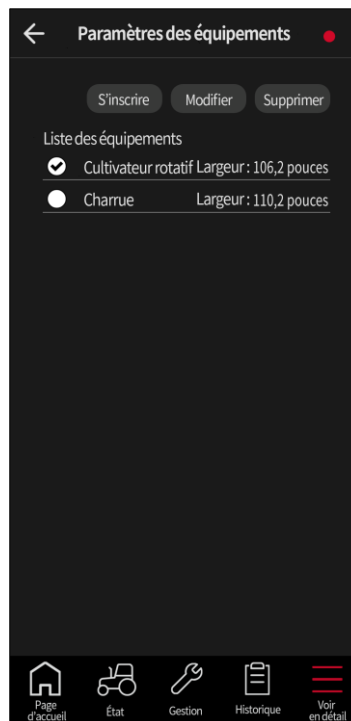 Paramètres des équipements
S'inscrire Modifier Supprimer
Liste des équipements
Cultivateur rotatif Largeur : 106,2 pouces
Charrue Largeur : 110,2 pouces
Page d'accueil État Gestion Historique Voir en détail